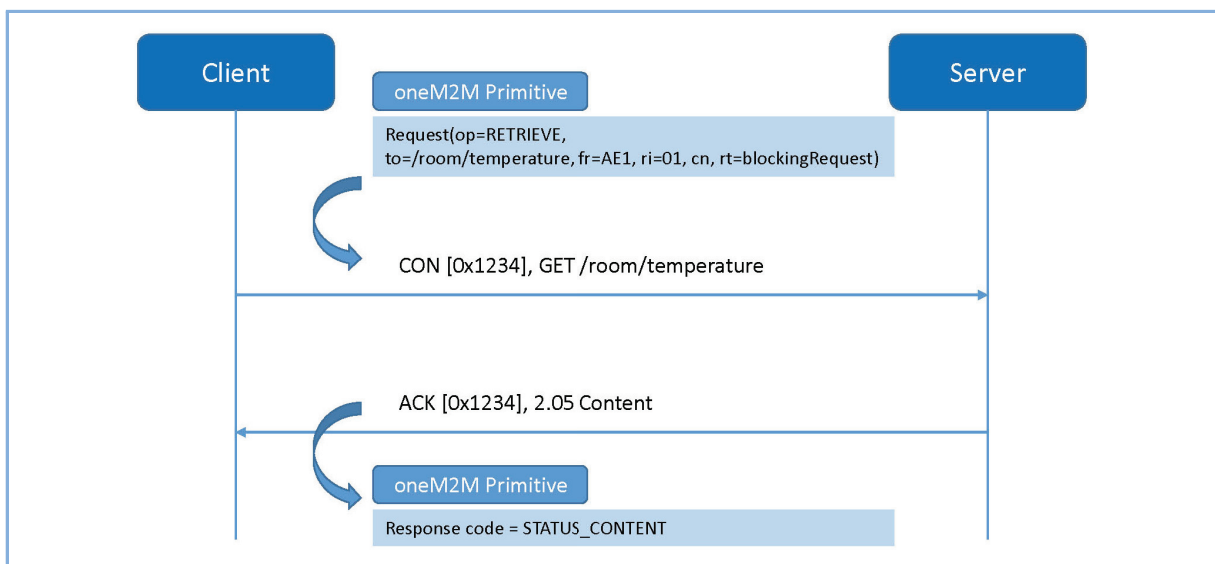 Client
Server
oneM2M Primitive
Request(op=RETRIEVE,
to=/room/temperature, fr=AE1, ri=01, cn, rt=blockingRequest)
CON [0x1234], GET /room/temperature
ACK [0x1234], 2.05 Content
oneM2M Primitive
Response code = STATUS_CONTENT